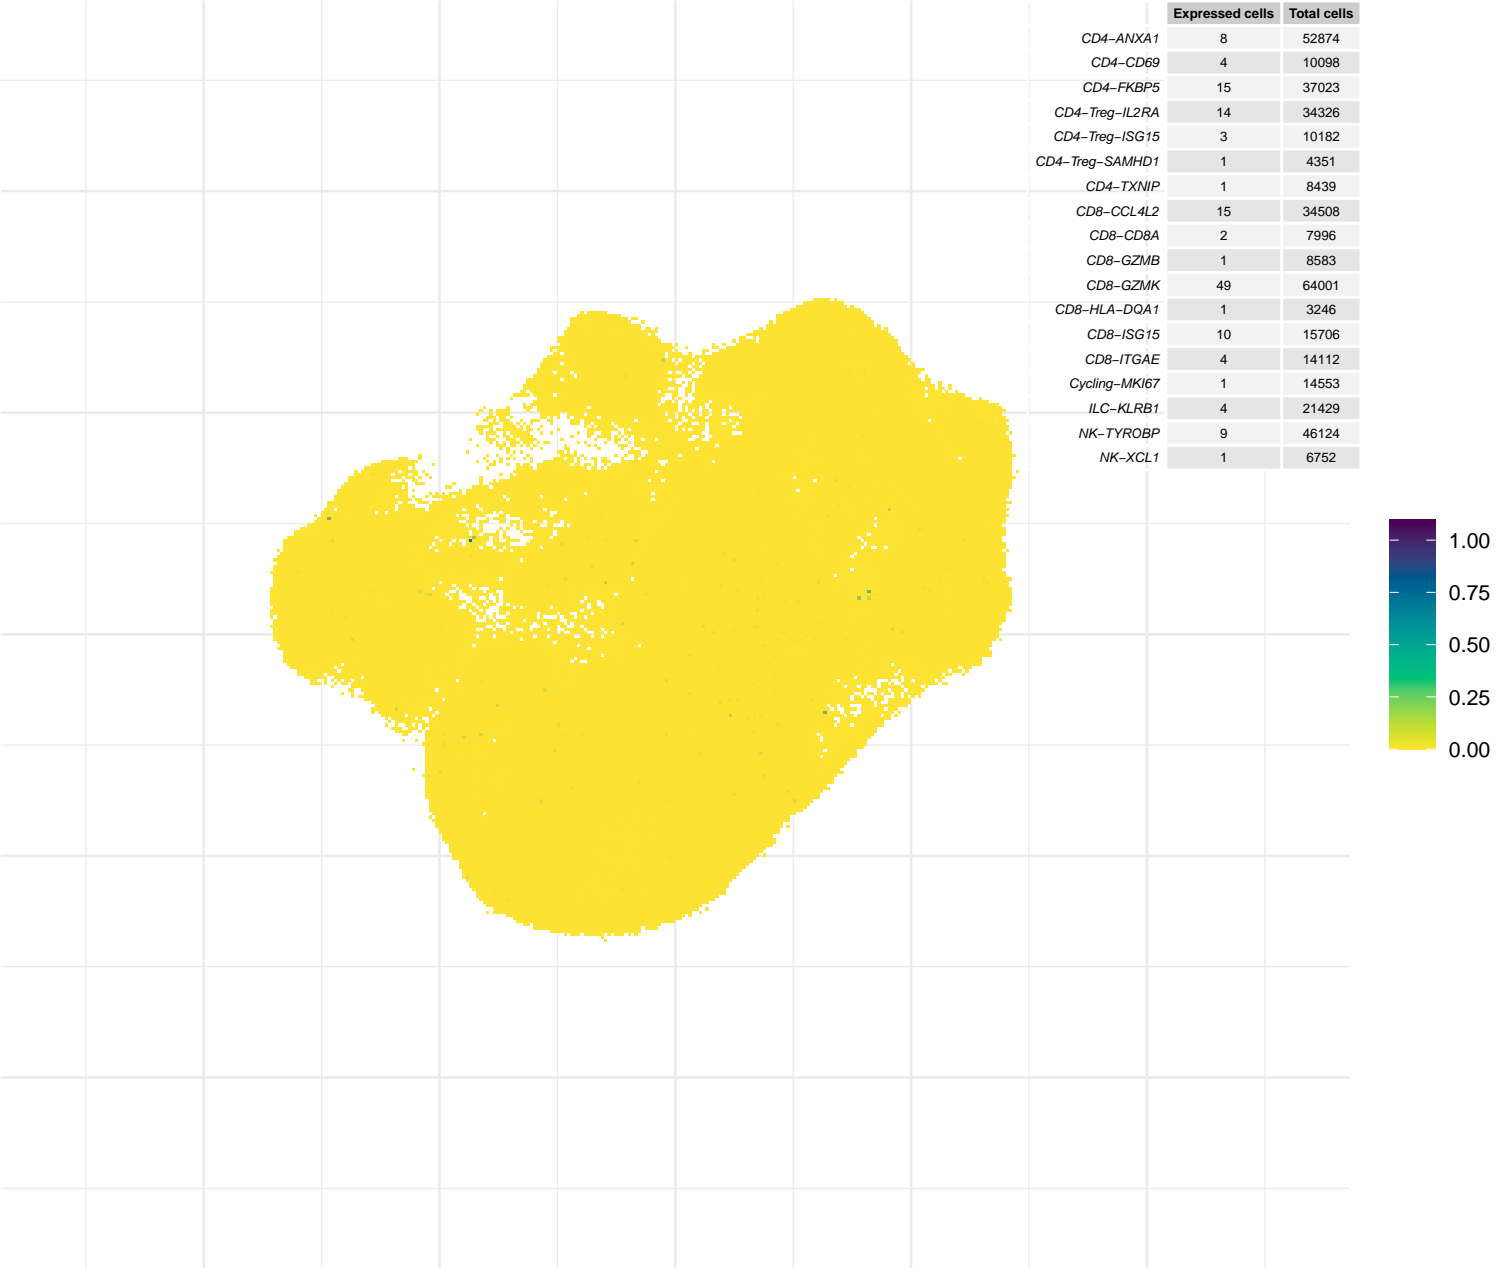 Expressed cells Total cells
CD4−ANXA1 8 52874
CD4−CD69 4 10098
CD4−FKBP5 15 37023
CD4−Treg−IL2RA 14 34326
CD4−Treg−ISG15 3 10182
CD4−Treg−SAMHD1 1 4351
CD4−TXNIP 1 8439
CD8−CCL4L2 15 34508
CD8−CD8A 2 7996
CD8−GZMB 1 8583
CD8−GZMK 49 64001
CD8−HLA−DQA1 1 3246
CD8−ISG15 10 15706
CD8−ITGAE 4 14112
Cycling−MKI67 1 14553
ILC−KLRB1 4 21429
NK−TYROBP 9 46124
NK−XCL1 1 6752
1.00
0.75
0.50
0.25
0.00